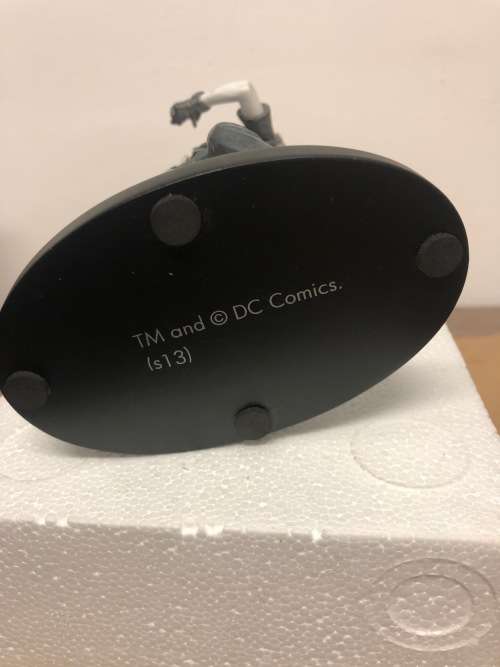 TM and © DC Comics.
(s13)